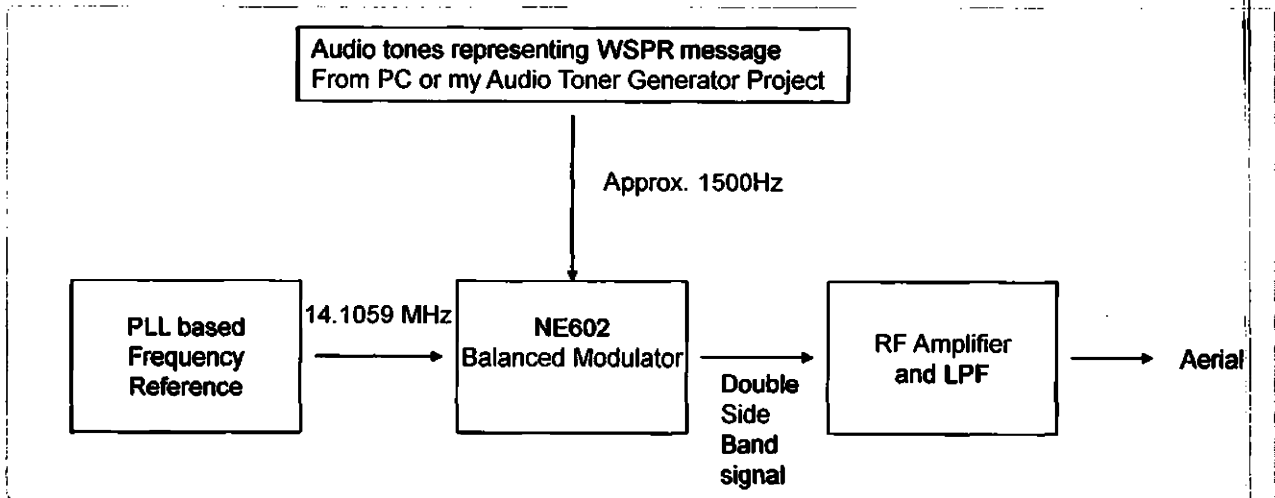 Audio tones representing WSPR message
From PC or my Audio Toner Generator Project
Approx. 1500Hz
PLL based
Frequency
Reference
14.1059 MHz
NE602
Balanced Modulator
Double
Side
Band
signal
RF Amplifier
and LPF
Aerial